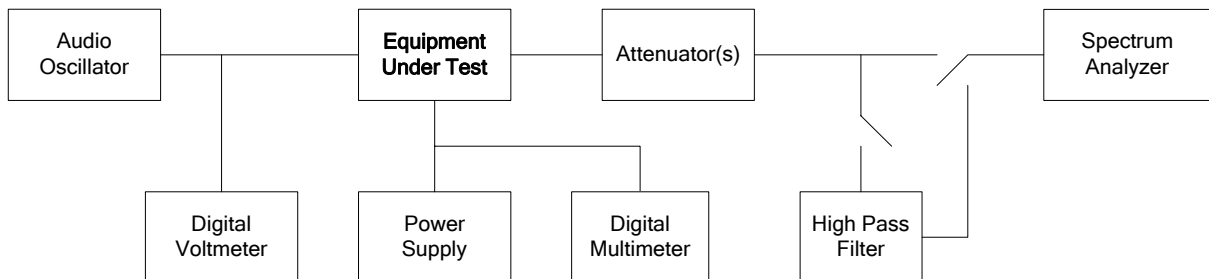 Audio
Oscillator
Equipment
Under Test
Attenuator(s)
Spectrum
Analyzer
Digital
Voltmeter
Power
Supply
Digital
Multimeter
High Pass
Filter